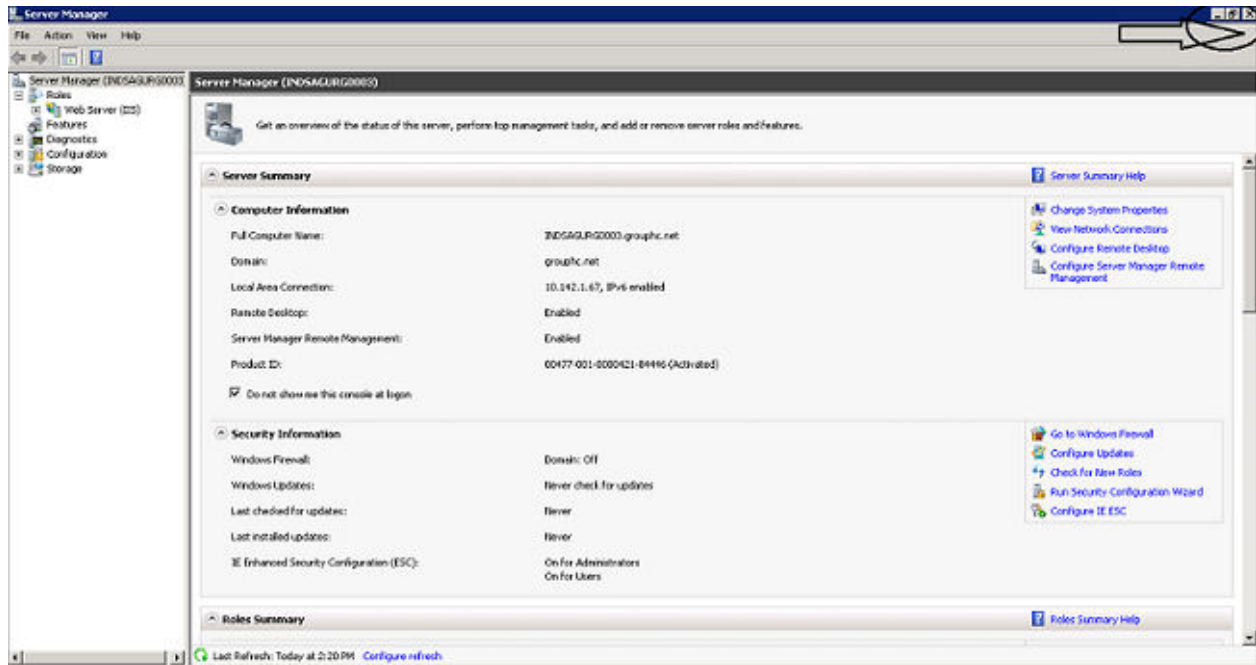 Server Manager
File Action View Help
Server Manager (INDSAGURG0003)
Roles
Web Server (IIS)
Features
Diagnostics
Configuration
Storage
Server Manager (INDSAGURG0003)
Get an overview of the status of this server, perform top management tasks, and add or remove server roles and features.
Server Summary
Server Summary Help
Computer Information
Full Computer Name: INDSAGURG0003.grouphc.net
Domain: grouphc.net
Local Area Connection: 10.142.1.67, IPv6 enabled
Remote Desktop: Enabled
Server Manager Remote Management: Enabled
Product ID: 00477-001-0000421-84446 (Activated)
Do not show me this console at logon
Change System Properties
View Network Connections
Configure Remote Desktop
Configure Server Manager Remote
Management
Security Information
Windows Firewall: Domain: Off
Windows Updates: Never check for updates
Last checked for updates: Never
Last installed updates: Never
IE Enhanced Security Configuration (ESC): On for Administrators
On for Users
Go to Windows Firewall
Configure Updates
Check for New Roles
Run Security Configuration Wizard
Configure IE ESC
Roles Summary
Roles Summary Help
Last Refresh: Today at 2:20 PM Configure refresh